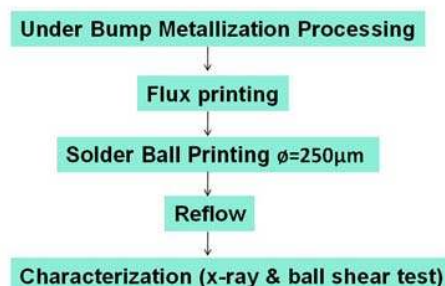 Under Bump Metallization Processing
Flux printing
Solder Ball Printing ø=250µm
Reflow
Characterization (x-ray & ball shear test)